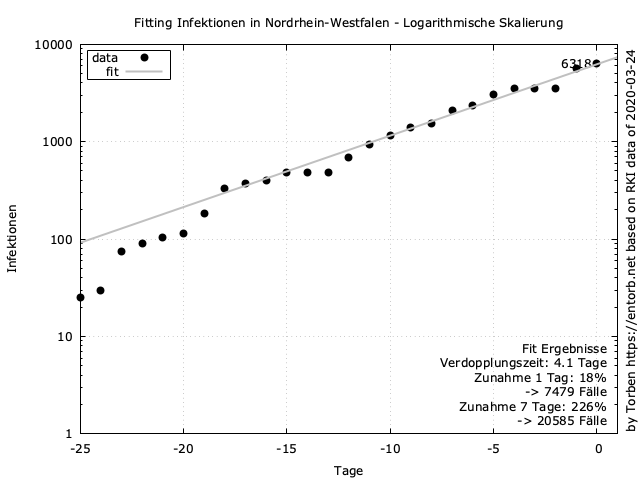 Fitting Infektionen in Nordrhein-Westfalen - Logarithmische Skalierung
10000
1000
100
10
1
Infektionen
data
fit
6318
Fit Ergebnisse
Verdopplungszeit: 4.1 Tage
Zunahme 1 Tag: 18%
-> 7479 Fälle
Zunahme 7 Tage: 226%
-> 20585 Fälle
-25 -20 -15 -10 -5 0
Tage
by Torben https://entorb.net based on RKI data of 2020-03-24